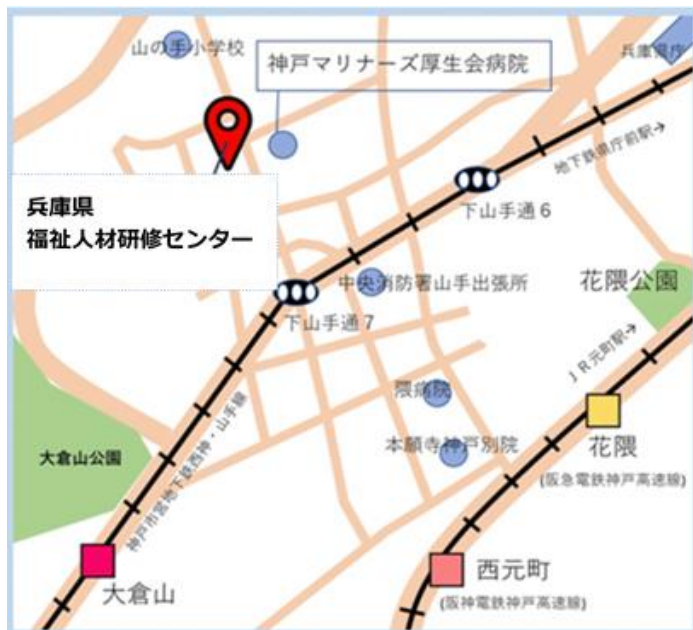 山の手小学校
神戸マリナーズ厚生会病院
兵庫県庁
地下鉄県庁前駅→
兵庫県
福祉人材研修センター
下山手通6
中央消防署山手出張所
花隈公園
下山手通7
JR元町駅→
隈病院
花隈
(阪急電鉄神戸高速線)
本願寺神戸別院
大倉山公園
神戸市営地下鉄西神・山手線
大倉山
西元町
(阪神電鉄神戸高速線)